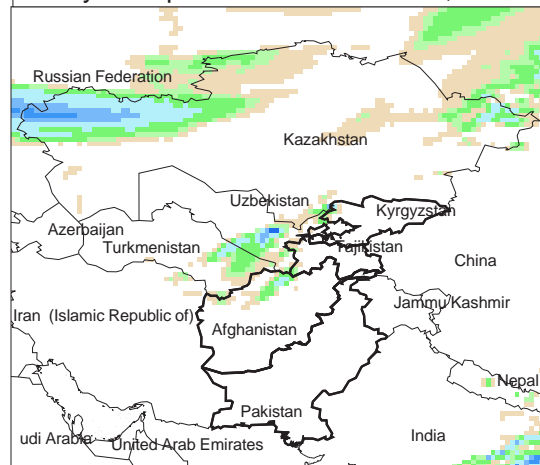 Russian Federation
Kazakhstan
Uzbekistan
Kyrgyzstan
Azerbaijan
Turkmenistan
Tajikistan
China
Jammu Kashmir
Iran (Islamic Republic of)
Afghanistan
Nepal
Pakistan
udi Arabia
United Arab Emirates
India